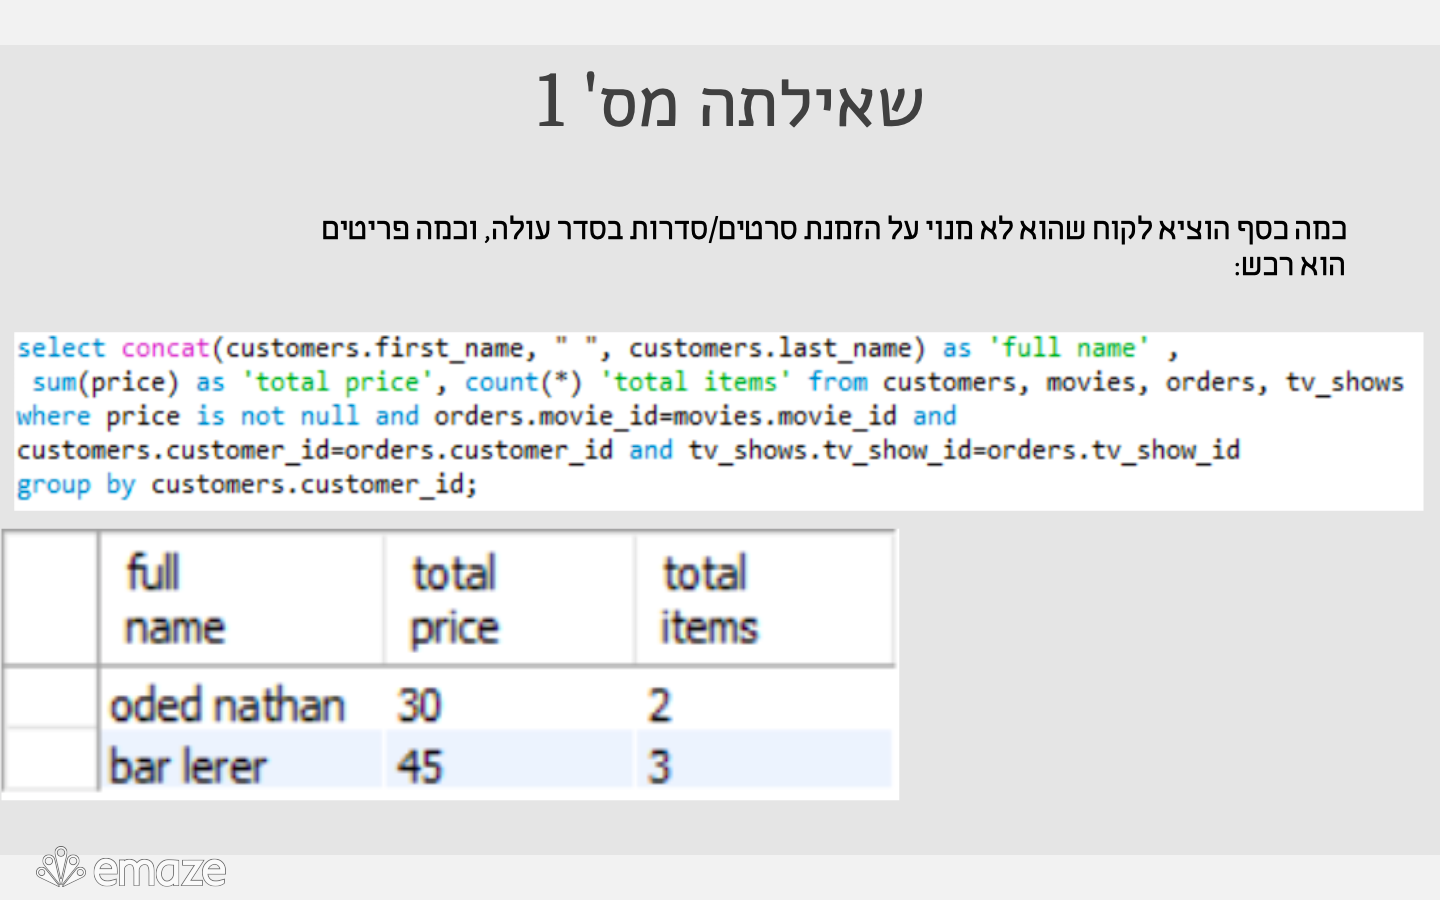 שאילתה מס' 1
כמה כסף הוציא לקוח שהוא לא מנוי על הזמנת סרטים/סדרות בסדר עולה, וכמה פריטים
הוא רכש:
select concat(customers.first_name, " ", customers.last_name) as 'full name' ,
sum(price) as 'total price', count(*) 'total items' from customers, movies, orders, tv_shows
where price is not null and orders.movie_id=movies.movie_id and
customers.customer_id=orders.customer_id and tv_shows.tv_show_id=orders.tv_show_id
group by customers.customer_id;
full name total price total items
oded nathan 30 2
bar lerer 45 3
emaze